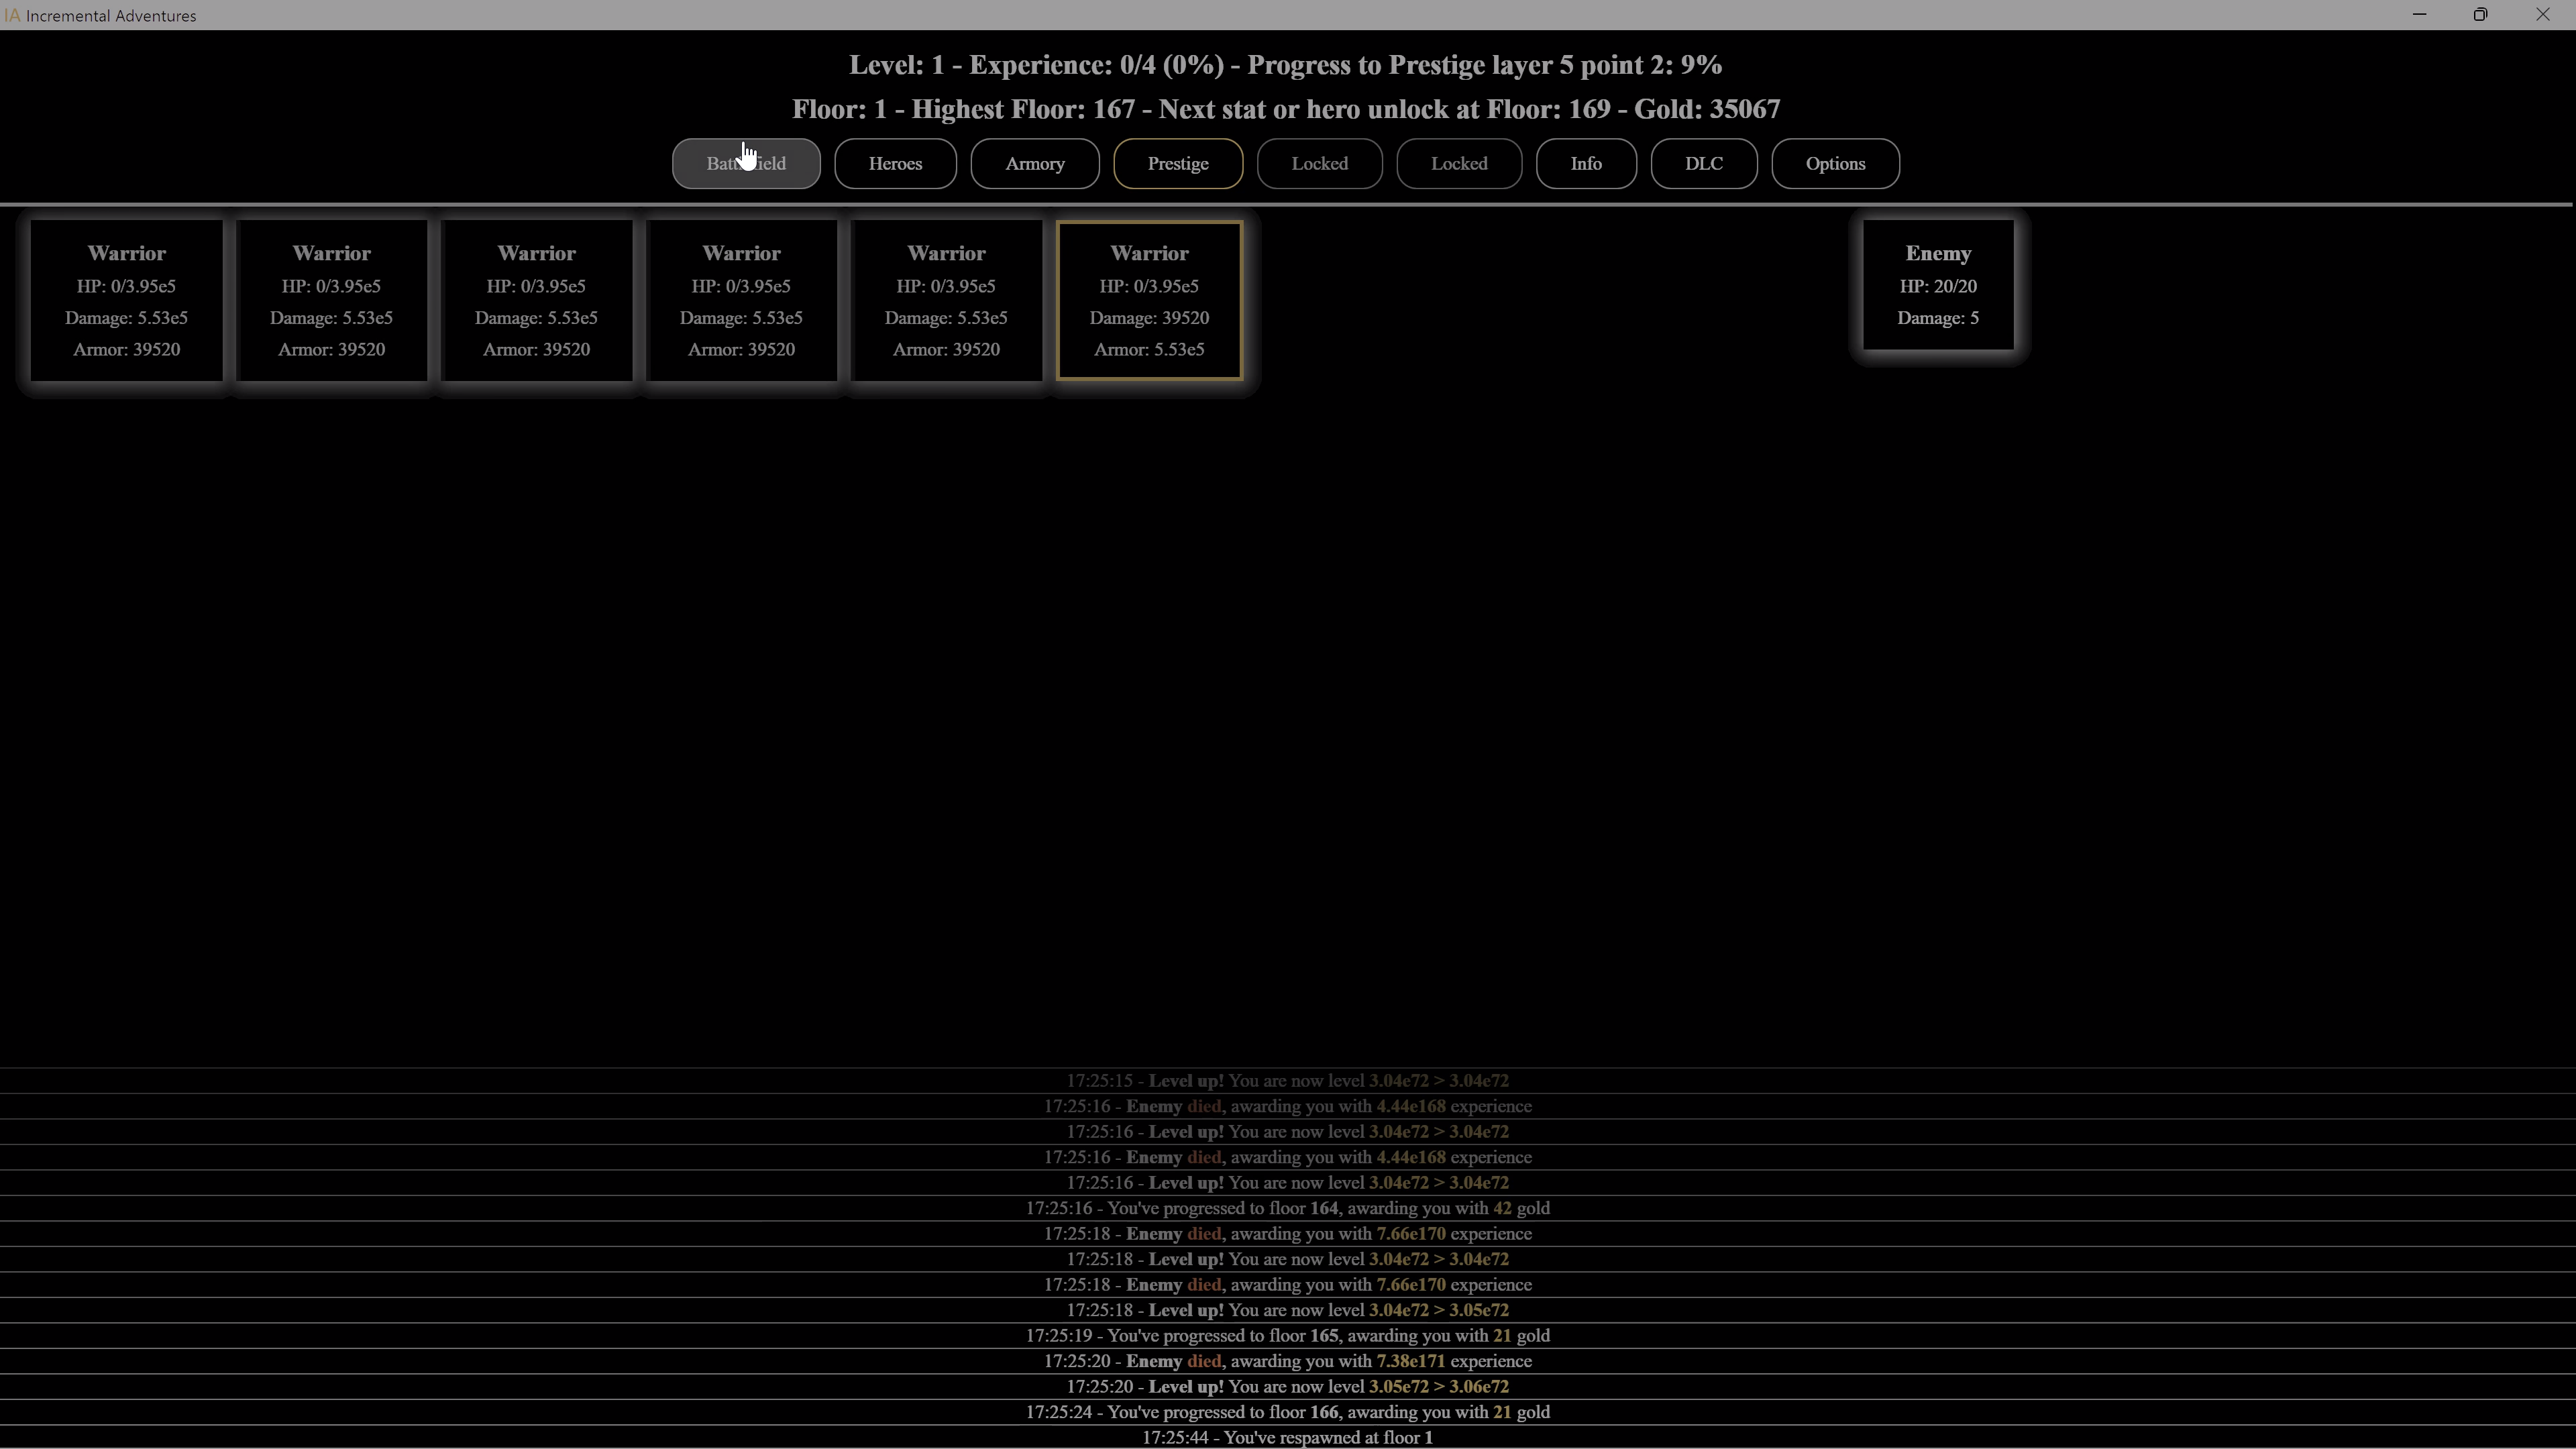 IA Incremental Adventures
Level: 1 - Experience: 0/4 (0%) - Progress to Prestige layer 5 point 2: 9%
Floor: 1 - Highest Floor: 167 - Next stat or hero unlock at Floor: 169 - Gold: 35067
Heroes Armory Prestige Locked Locked Info DLC Options
Warrior Warrior Warrior Warrior Warrior Warrior Enemy
HP: 0/3.95e5 HP: 0/3.95e5 HP: 0/3.95e5 HP: 0/3.95e5 HP: 0/3.95e5 HP: 0/3.95e5 HP: 20/20
Damage: 5.53e5 Damage: 5.53e5 Damage: 5.53e5 Damage: 5.53e5 Damage: 5.53e5 Damage: 39520 Damage: 5
Armor: 39520 Armor: 39520 Armor: 39520 Armor: 39520 Armor: 39520 Armor: 5.53e5
17:25:15 - Level up! You are now level 3.04e72 > 3.04e72
17:25:16 - Enemy died, awarding you with 4.44e168 experience
17:25:16 - Level up! You are now level 3.04e72 > 3.04e72
17:25:16 - Enemy died, awarding you with 4.44e168 experience
17:25:16 - Level up! You are now level 3.04e72 > 3.04e72
17:25:16 - You've progressed to floor 164, awarding you with 42 gold
17:25:18 - Enemy died, awarding you with 7.66e170 experience
17:25:18 - Level up! You are now level 3.04e72 > 3.04e72
17:25:18 - Enemy died, awarding you with 7.66e170 experience
17:25:18 - Level up! You are now level 3.04e72 > 3.05e72
17:25:19 - You've progressed to floor 165, awarding you with 21 gold
17:25:20 - Enemy died, awarding you with 7.38e171 experience
17:25:20 - Level up! You are now level 3.05e72 > 3.06e72
17:25:24 - You've progressed to floor 166, awarding you with 21 gold
17:25:44 - You've respawned at floor 1